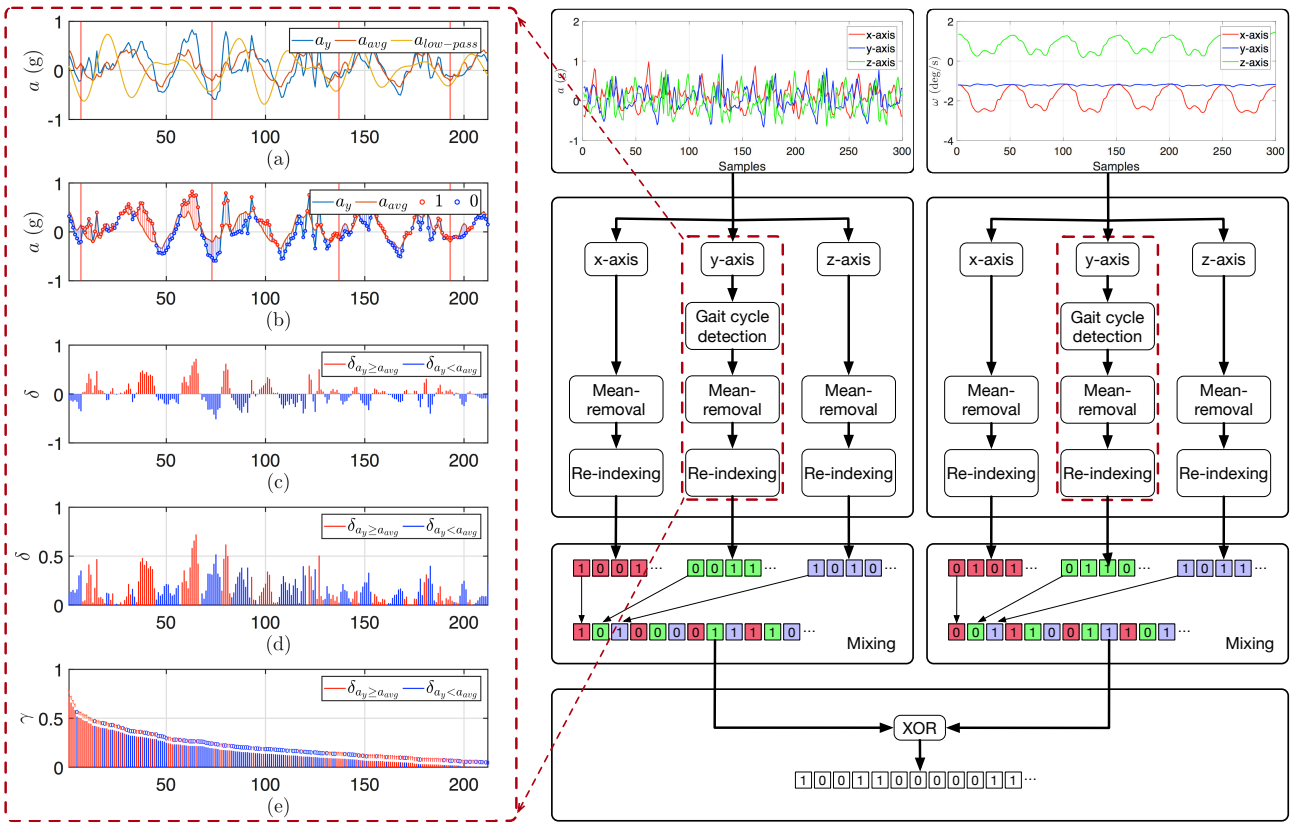 1
0
-1
a (g)
a_y a_avg a_low-pass
50 100 150 200
(a)
1
0
-1
a (g)
a_y a_avg 1 0
50 100 150 200
(b)
1
0
-1
δ
δ_{a_y≥a_avg} δ_{a_y<a_avg}
50 100 150 200
(c)
1
0.5
0
δ
δ_{a_y≥a_avg} δ_{a_y<a_avg}
50 100 150 200
(d)
1
0.5
0
γ
δ_{a_y≥a_avg} δ_{a_y<a_avg}
50 100 150 200
(e)
2
1
0
-1
a (g)
x-axis
y-axis
z-axis
0 50 100 150 200 250 300
Samples
2
0
-2
-4
ω (deg/s)
x-axis
y-axis
z-axis
0 50 100 150 200 250 300
Samples
x-axis y-axis z-axis
Gait cycle
detection
Mean-
removal
Mean-
removal
Mean-
removal
Re-indexing Re-indexing Re-indexing
x-axis y-axis z-axis
Gait cycle
detection
Mean-
removal
Mean-
removal
Mean-
removal
Re-indexing Re-indexing Re-indexing
1 0 0 1 ... 0 0 1 1 ... 1 0 1 0 ...
1 0 1 0 0 0 0 1 1 1 1 0 ...
Mixing
0 1 0 1 ... 0 1 1 0 ... 1 0 1 1 ...
0 0 1 1 1 0 0 1 1 1 0 1 ...
Mixing
XOR
1 0 0 1 1 0 0 0 0 0 1 1 ...